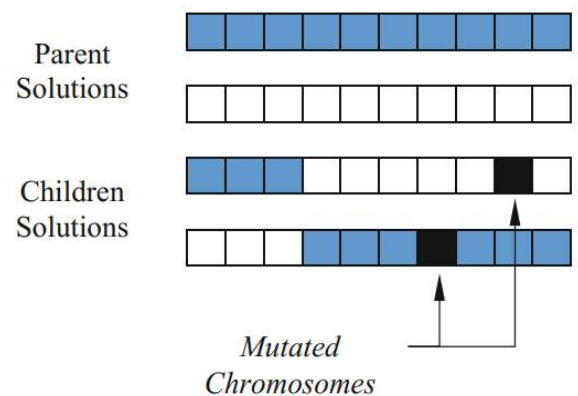 Parent
Solutions
Children
Solutions
Mutated
Chromosomes